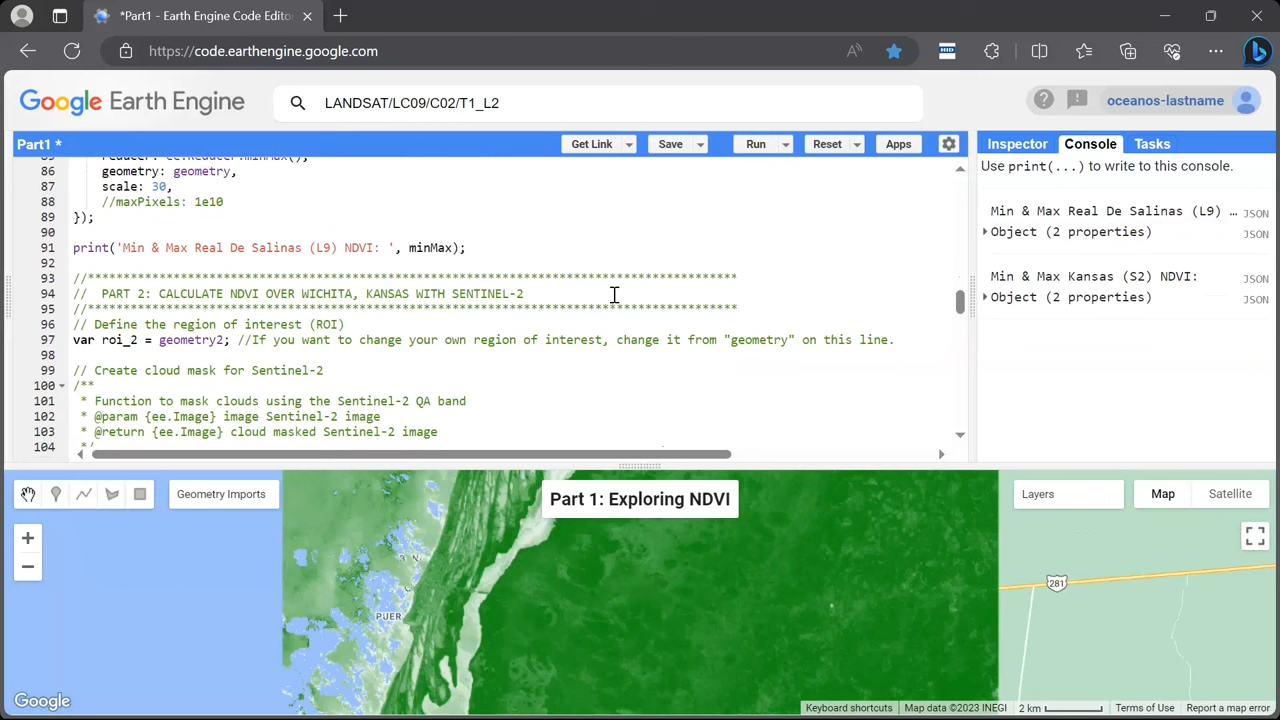 *Part1 - Earth Engine Code Edito
https://code.earthengine.google.com
Google Earth Engine
LANDSAT/LC09/C02/T1_L2
oceanos-lastname
Part1 *
Get Link
Save
Run
Reset
Apps
Inspector
Console
Tasks
Use print(...) to write to this console.
86 geometry: geometry,
87 scale: 30,
88 //maxPixels: 1e10
89 });
90
91 print('Min & Max Real De Salinas (L9) NDVI: ', minMax);
92
93 //*******************************************************************************************
94 // PART 2: CALCULATE NDVI OVER WICHITA, KANSAS WITH SENTINEL-2
95 //*******************************************************************************************
96 // Define the region of interest (ROI)
97 var roi_2 = geometry2; //If you want to change your own region of interest, change it from "geometry" on this line.
98
99 // Create cloud mask for Sentinel-2
100 /**
101 * Function to mask clouds using the Sentinel-2 QA band
102 * @param {ee.Image} image Sentinel-2 image
103 * @return {ee.Image} cloud masked Sentinel-2 image
104
Min & Max Real De Salinas (L9) …
JSON
Object (2 properties)
JSON
Min & Max Kansas (S2) NDVI:
JSON
Object (2 properties)
JSON
Geometry Imports
Part 1: Exploring NDVI
Layers
Map
Satellite
281
PUER
Google
Keyboard shortcuts
Map data ©2023 INEGI
2 km
Terms of Use
Report a map error